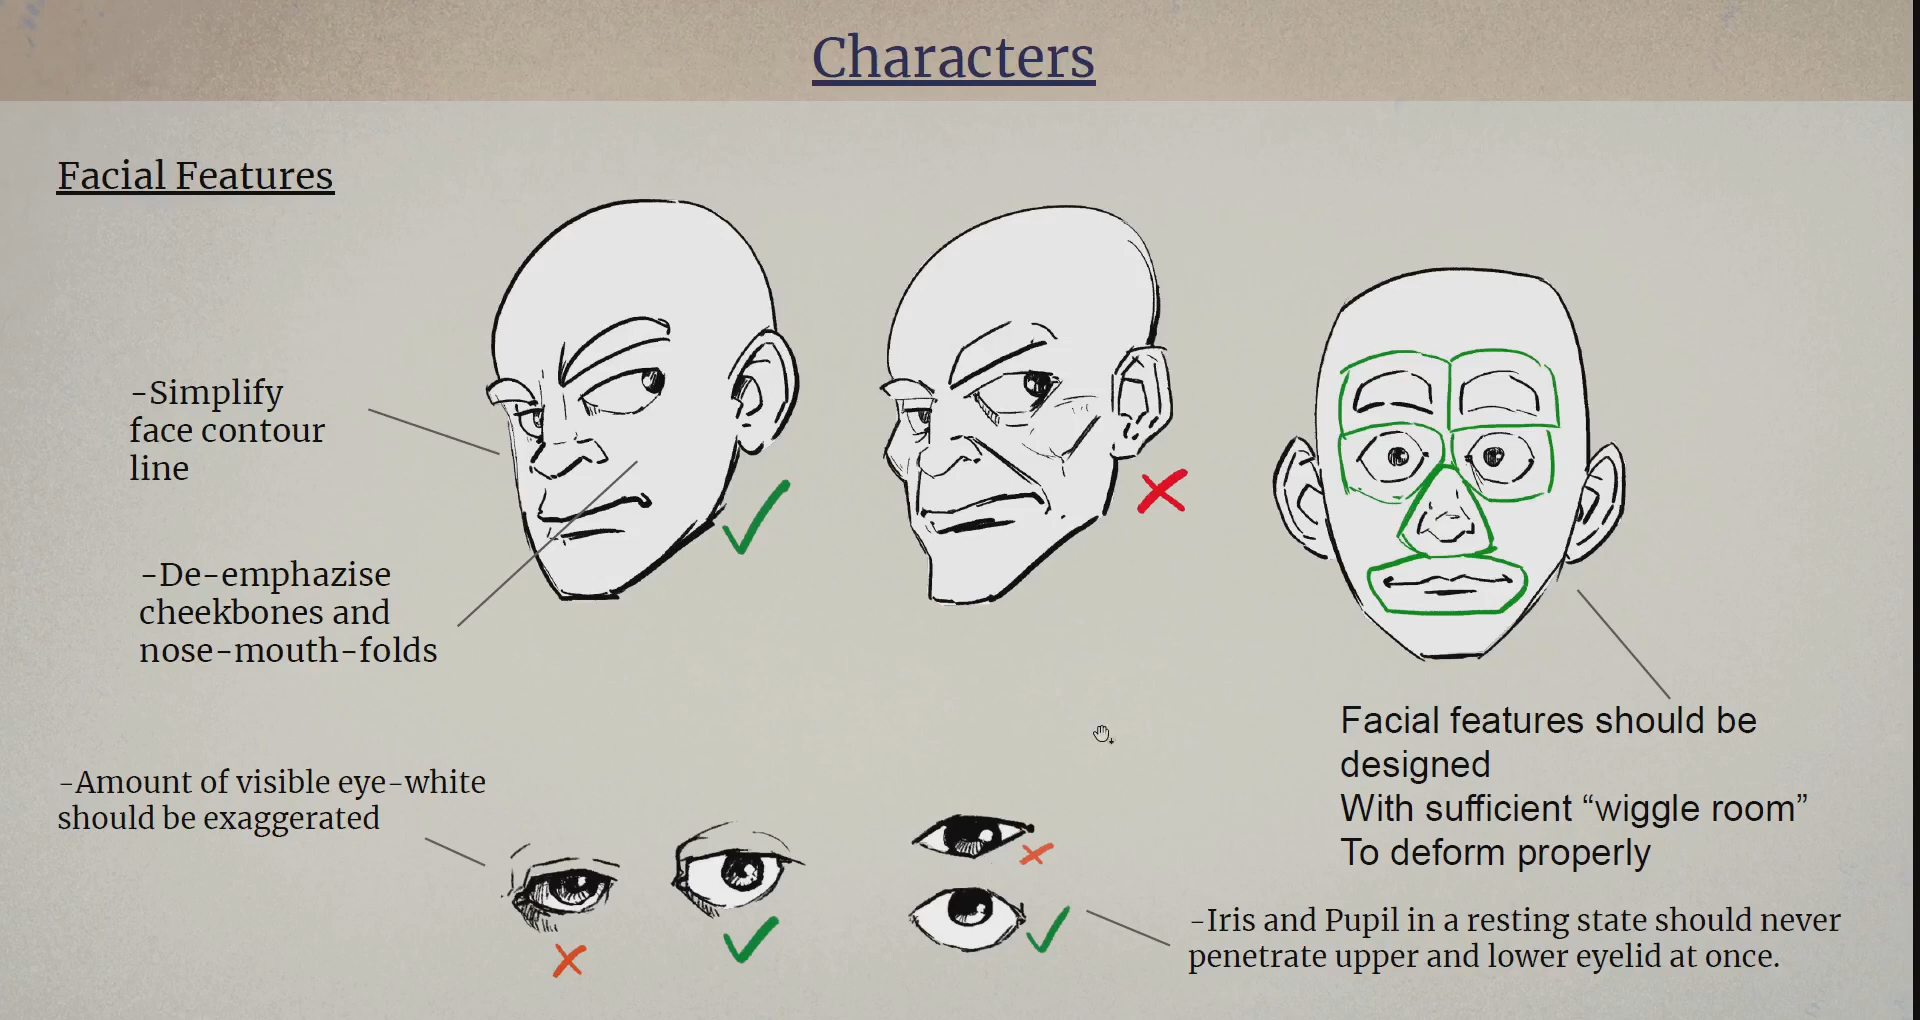 Characters
Facial Features
-Simplify
face contour
line
-De-emphazise
cheekbones and
nose-mouth-folds
-Amount of visible eye-white
should be exaggerated
Facial features should be
designed
With sufficient “wiggle room”
To deform properly
-Iris and Pupil in a resting state should never
penetrate upper and lower eyelid at once.